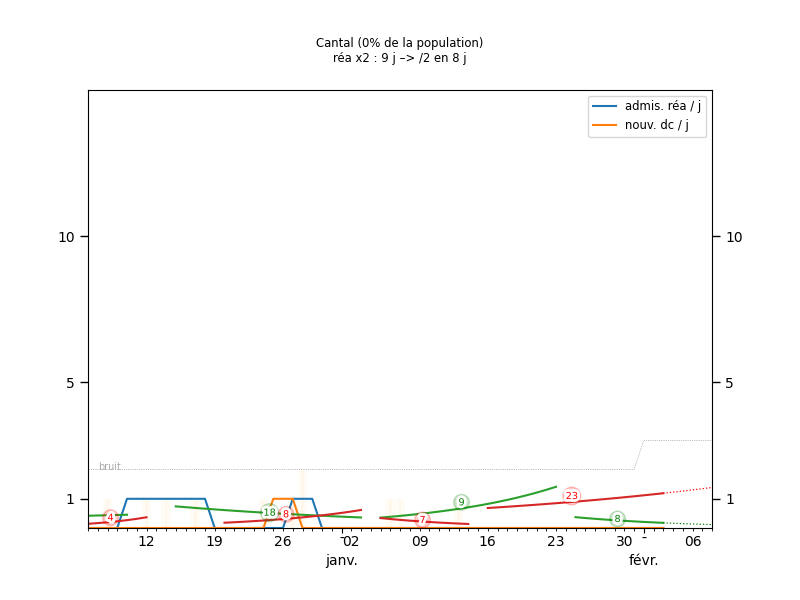 Cantal (0% de la population)
réa x2 : 9 j –> /2 en 8 j
admis. réa / j
nouv. dc / j
10 10
5 5
bruit
1 1
4 18 8 7 9 23 8
12 19 26 02 09 16 23 30 06
janv. févr.